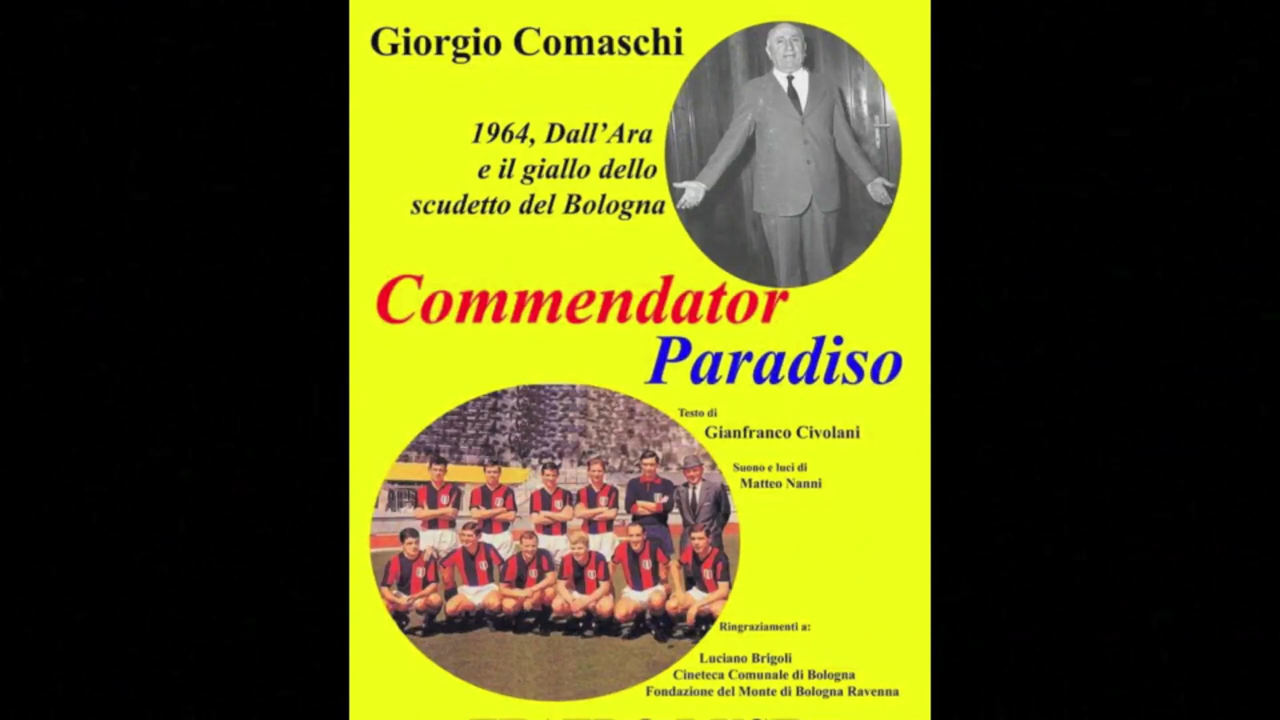 Giorgio Comaschi
1964, Dall'Ara
e il giallo dello
scudetto del Bologna
Commendator
Paradiso
Testo di
Gianfranco Civolani
Suono e luci di
Matteo Nanni
Ringraziamenti a:
Luciano Brigoli
Cineteca Comunale di Bologna
Fondazione del Monte di Bologna Ravenna